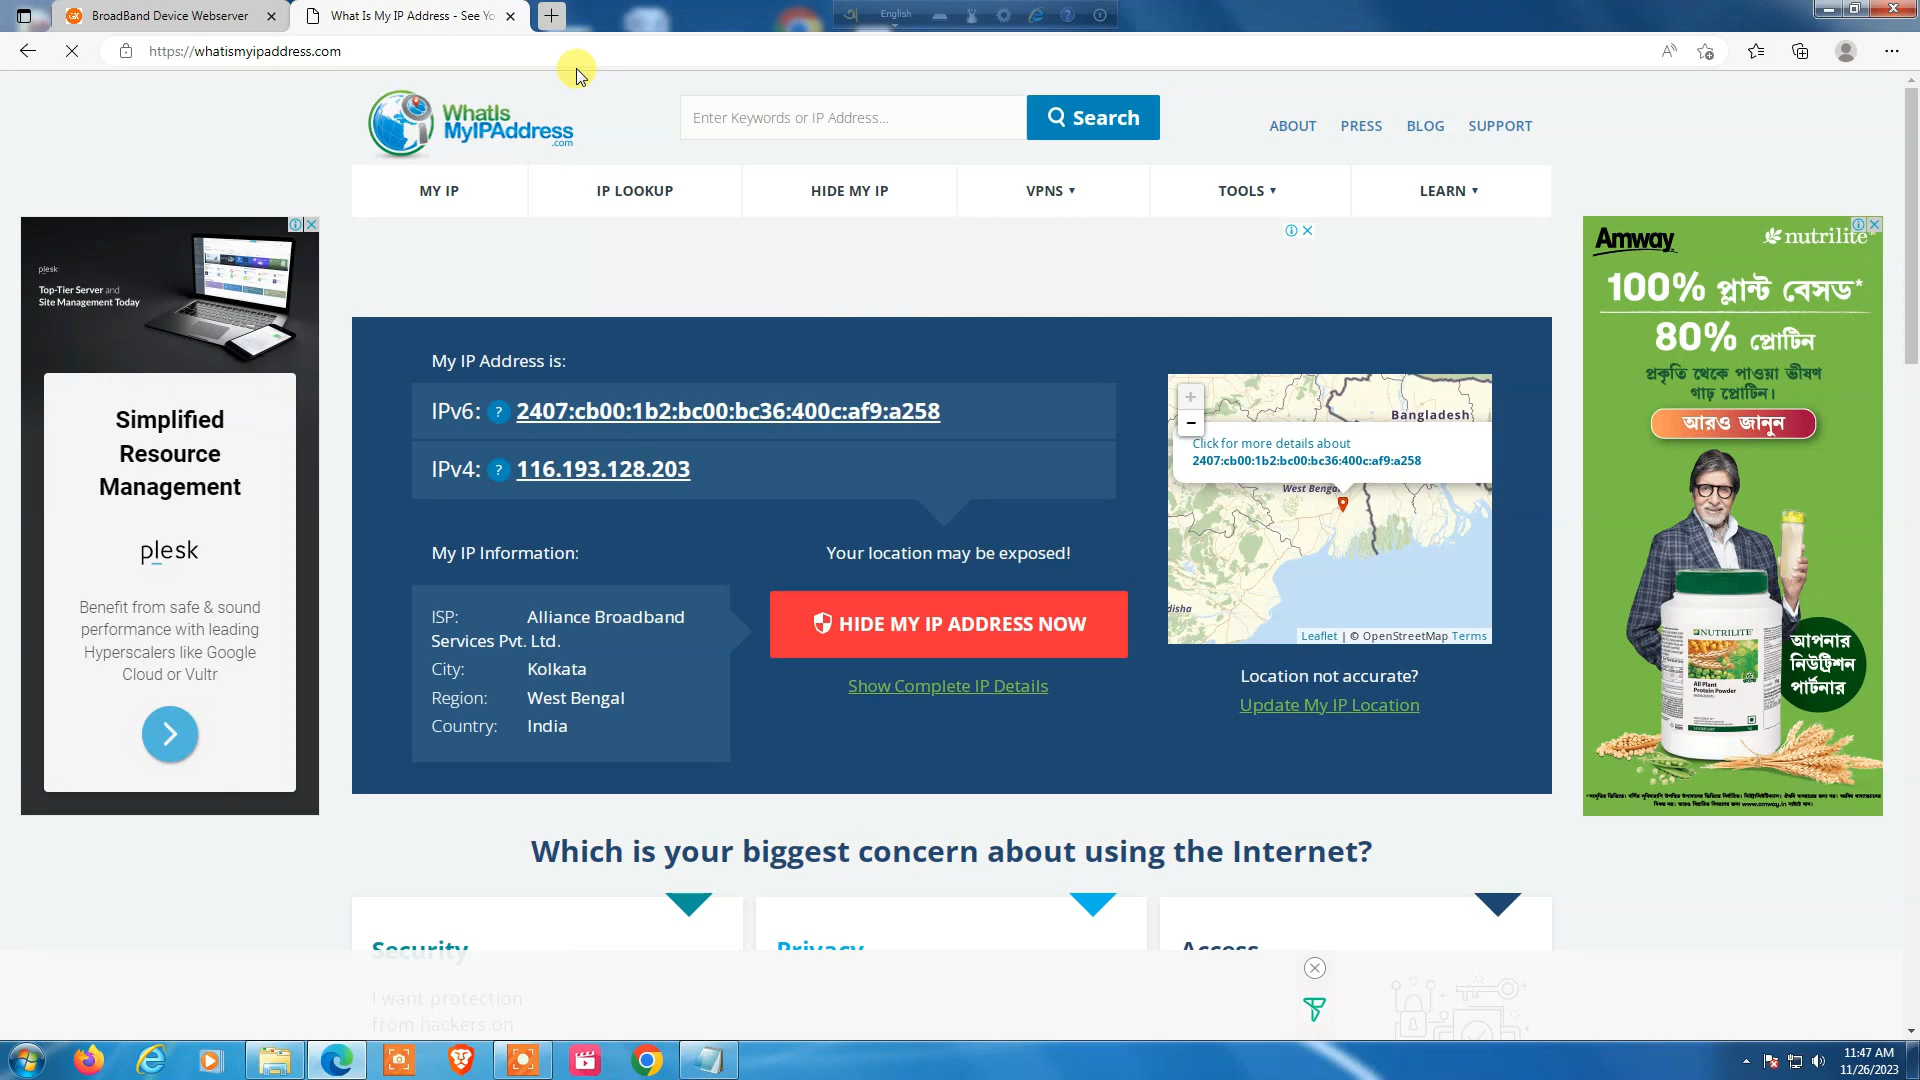 BroadBand Device Webserver
What Is My IP Address - See Yo
English
https://whatismyipaddress.com
WhatIs
MyIPAddress
.com
Enter Keywords or IP Address...
Search
ABOUT
PRESS
BLOG
SUPPORT
MY IP
IP LOOKUP
HIDE MY IP
VPNS
TOOLS
LEARN
plesk
Top-Tier Server and
Site Management Today
Simplified
Resource
Management
plesk
Benefit from safe & sound
performance with leading
Hyperscalers like Google
Cloud or Vultr
My IP Address is:
IPv6: ? 2407:cb00:1b2:bc00:bc36:400c:af9:a258
IPv4: ? 116.193.128.203
My IP Information:
ISP: Alliance Broadband
Services Pvt. Ltd.
City: Kolkata
Region: West Bengal
Country: India
Your location may be exposed!
HIDE MY IP ADDRESS NOW
Show Complete IP Details
+
−
Bangladesh
Click for more details about
2407:cb00:1b2:bc00:bc36:400c:af9:a258
West Benga
disha
Leaflet | © OpenStreetMap Terms
Location not accurate?
Update My IP Location
Amway
nutrilite
100% প্লান্ট বেসড*
80% প্রোটিন
প্রকৃতি থেকে পাওয়া ভীষণ
গাঢ় প্রোটিন।
আরও জানুন
NUTRILITE
All Plant
Protein Powder
আপনার
নিউট্রিশন
পার্টনার
Which is your biggest concern about using the Internet?
Security
Privacy
Access
I want protection
from hackers on
11:47 AM
11/26/2023